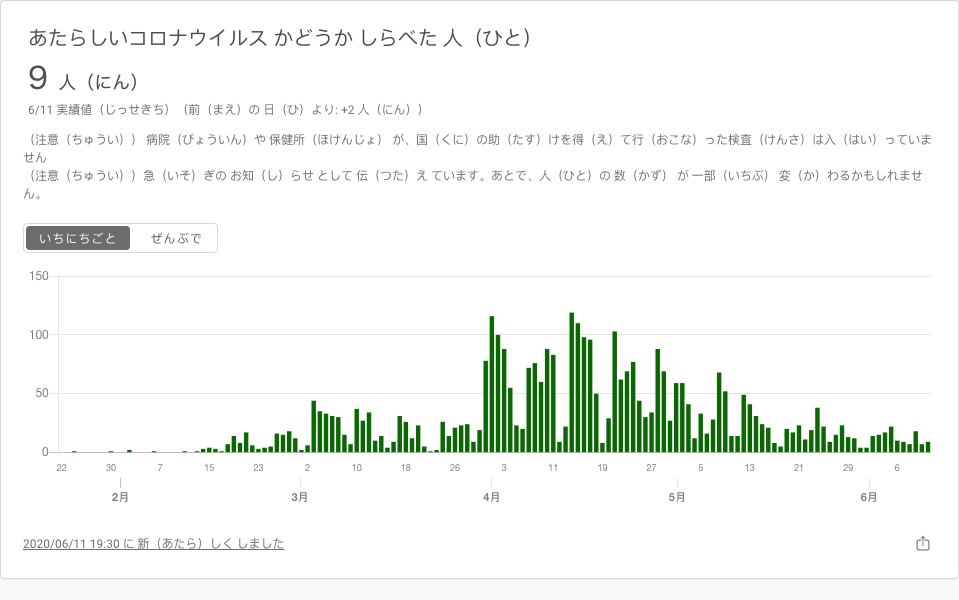 あたらしいコロナウイルス かどうか しらべた 人（ひと）
9 人（にん）
6/11 実績値（じっせきち）（前（まえ）の 日（ひ）より: +2 人（にん））
（注意（ちゅうい）） 病院（びょういん）や 保健所（ほけんじょ） が、国（くに）の助（たす）けを得（え）て行（おこな）った検査（けんさ）は入（はい）っていま
せん
（注意（ちゅうい））急（いそ）ぎの お知（し）らせ として 伝（つた）え ています。あとで、人（ひと）の 数（かず） が 一部（いちぶ） 変（か）わるかもしれませ
ん。
いちにちごと ぜんぶで
150
100
50
0
22 30 7 15 23 2 10 18 26 3 11 19 27 5 13 21 29 6
2月 3月 4月 5月 6月
2020/06/11 19:30 に 新（あたら）しく しました